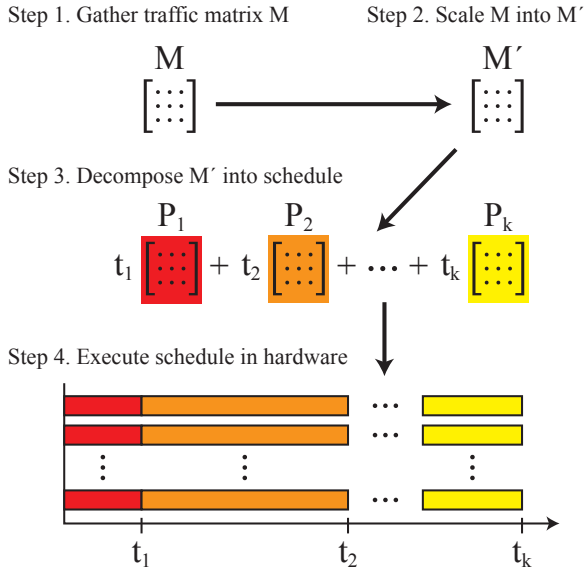 Step 1. Gather traffic matrix M
Step 2. Scale M into M′
M
M′
Step 3. Decompose M′ into schedule
P₁ P₂ Pₖ
t₁ + t₂ + ... + tₖ
Step 4. Execute schedule in hardware
t₁ t₂ tₖ